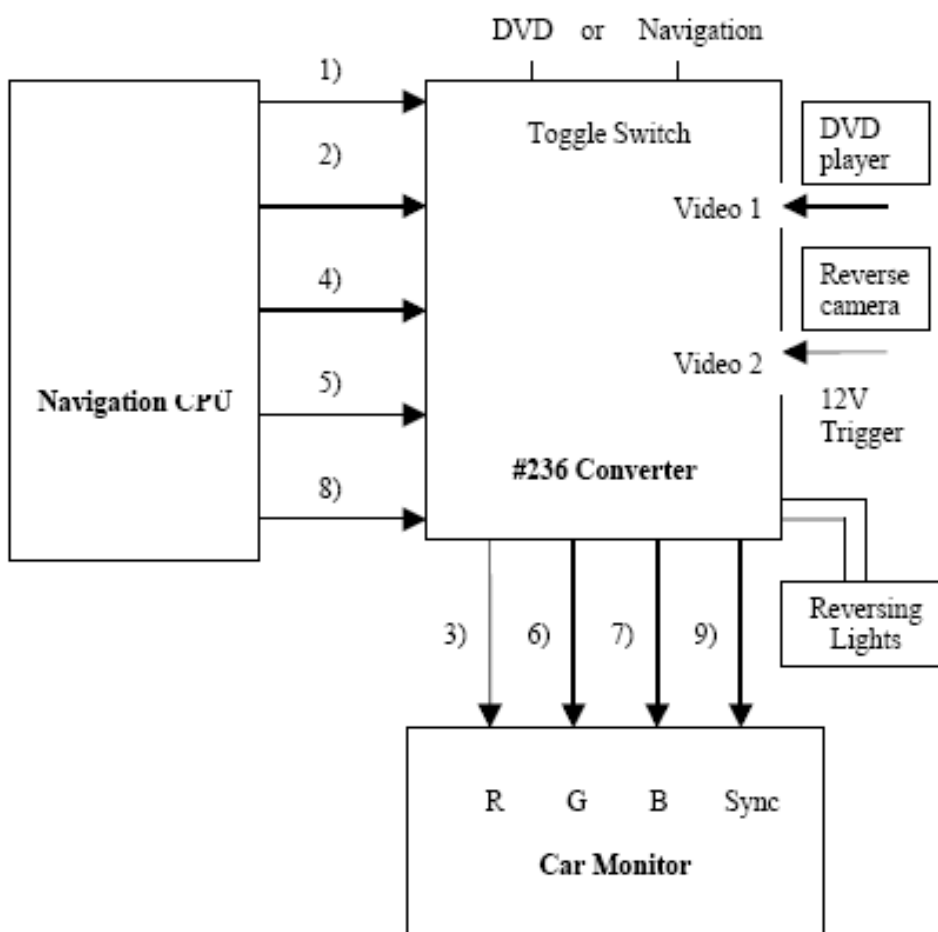 DVD or Navigation
1)
Toggle Switch
DVD
player
2)
Video 1
4)
Reverse
camera
Video 2
5)
Navigation CPU
12V
Trigger
#236 Converter
8)
Reversing
Lights
3) 6) 7) 9)
R G B Sync
Car Monitor